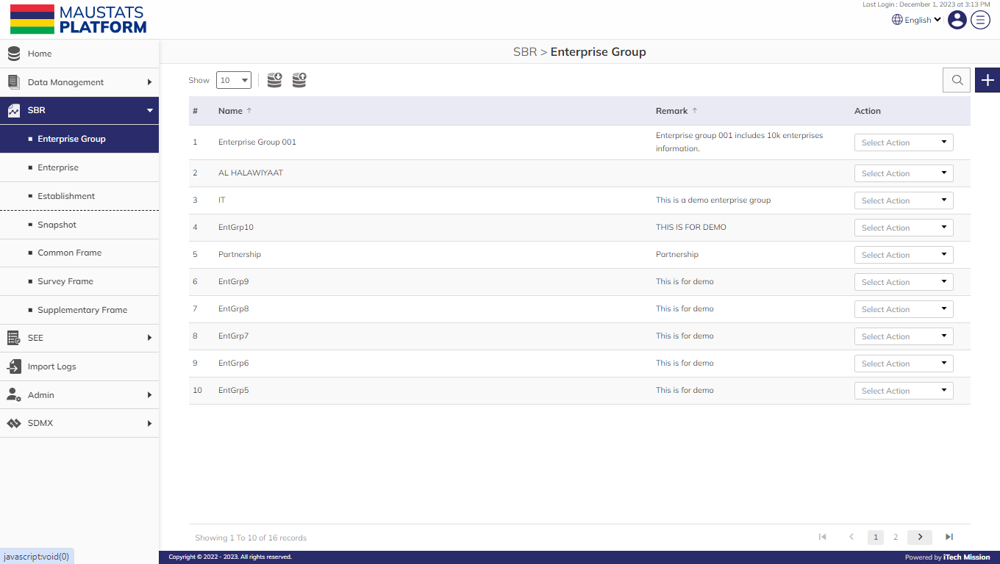 Last Login : December 1, 2023 at 3:13 PM
MAUSTATS
PLATFORM
English
Home
Data Management
SBR
Enterprise Group
Enterprise
Establishment
Snapshot
Common Frame
Survey Frame
Supplementary Frame
SEE
Import Logs
Admin
SDMX
SBR > Enterprise Group
Show 10
# Name Remark Action
1 Enterprise Group 001 Enterprise group 001 includes 10k enterprises information. Select Action
2 AL HALAWIYAAT Select Action
3 IT This is a demo enterprise group Select Action
4 EntGrp10 THIS IS FOR DEMO Select Action
5 Partnership Partnership Select Action
6 EntGrp9 This is for demo Select Action
7 EntGrp8 This is for demo Select Action
8 EntGrp7 This is for demo Select Action
9 EntGrp6 This is for demo Select Action
10 EntGrp5 This is for demo Select Action
Showing 1 To 10 of 16 records
1 2
javascript:void(0)
Copyright © 2022 - 2023. All rights reserved.
Powered by iTech Mission